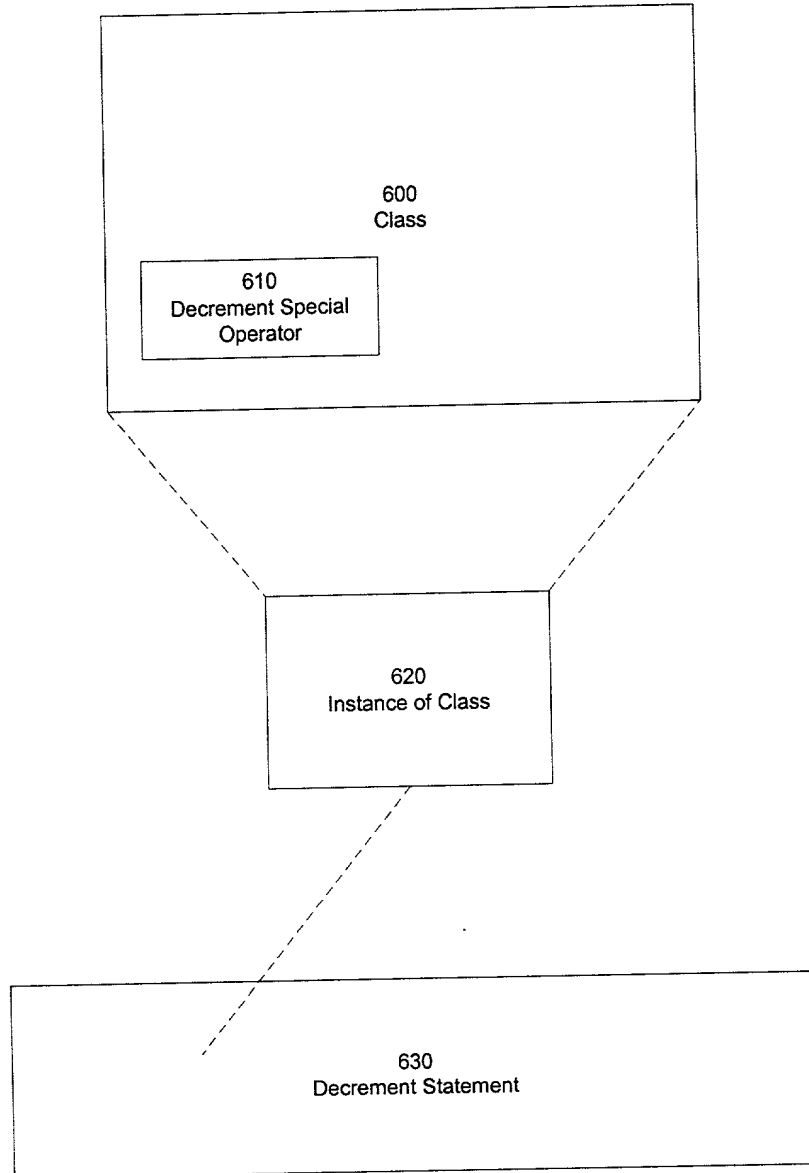 600
Class
610
Decrement Special
Operator
620
Instance of Class
630
Decrement Statement